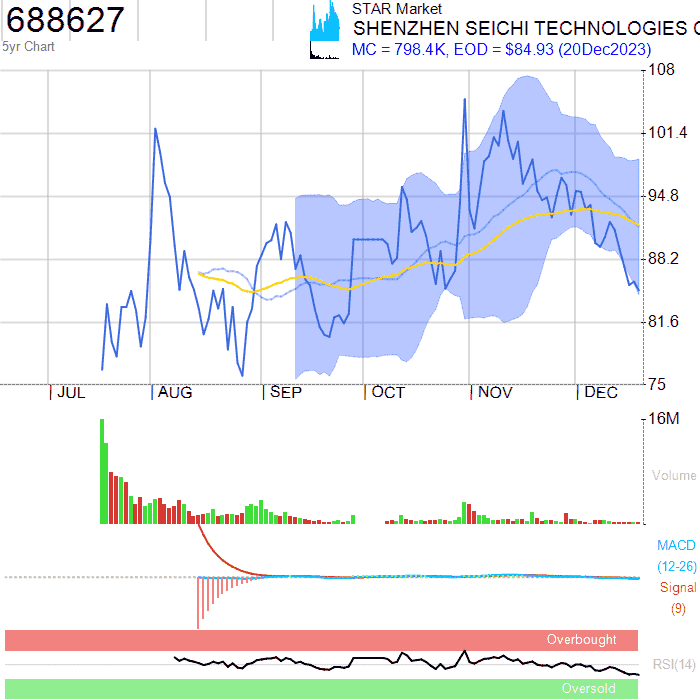 688627
5yr Chart
STAR Market
SHENZHEN SEICHI TECHNOLOGIES C
MC = 798.4K, EOD = $84.93 (20Dec2023)
108
101.4
94.8
88.2
81.6
75
JUL AUG SEP OCT NOV DEC
16M
Volume
MACD
(12-26)
Signal
(9)
Overbought
RSI(14)
Oversold